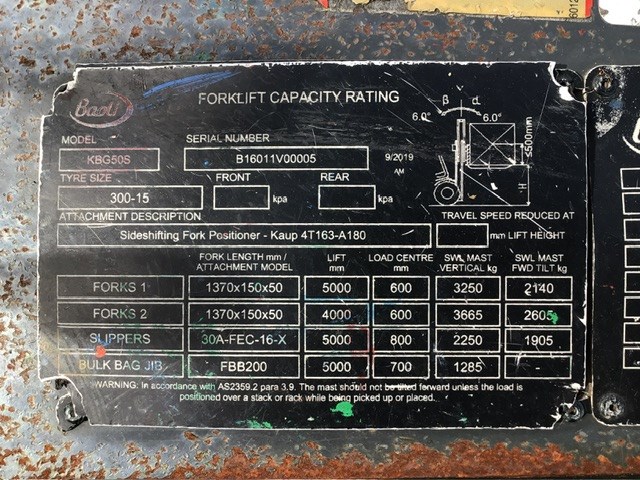 Baoli
FORKLIFT CAPACITY RATING
β α
6.0° 6.0°
≤500mm
H
MODEL SERIAL NUMBER
KBG50S B16011V00005 9/2019
AM
TYRE SIZE FRONT REAR
300-15 kpa kpa
ATTACHMENT DESCRIPTION TRAVEL SPEED REDUCED AT
Sideshifting Fork Positioner - Kaup 4T163-A180 mm LIFT HEIGHT
FORK LENGTH mm / LIFT LOAD CENTRE SWL MAST SWL MAST
ATTACHMENT MODEL mm mm VERTICAL kg FWD TILT kg
FORKS 1 1370x150x50 5000 600 3250 2140
FORKS 2 1370x150x50 4000 600 3665 2605
SLIPPERS 30A-FEC-16-X 5000 800 2250 1905
BULK BAG JIB FBB200 5000 700 1285 -
WARNING: In accordance with AS2359.2 para 3.9. The mast should not be tilted forward unless the load is
positioned over a stack or rack while being picked up or placed.